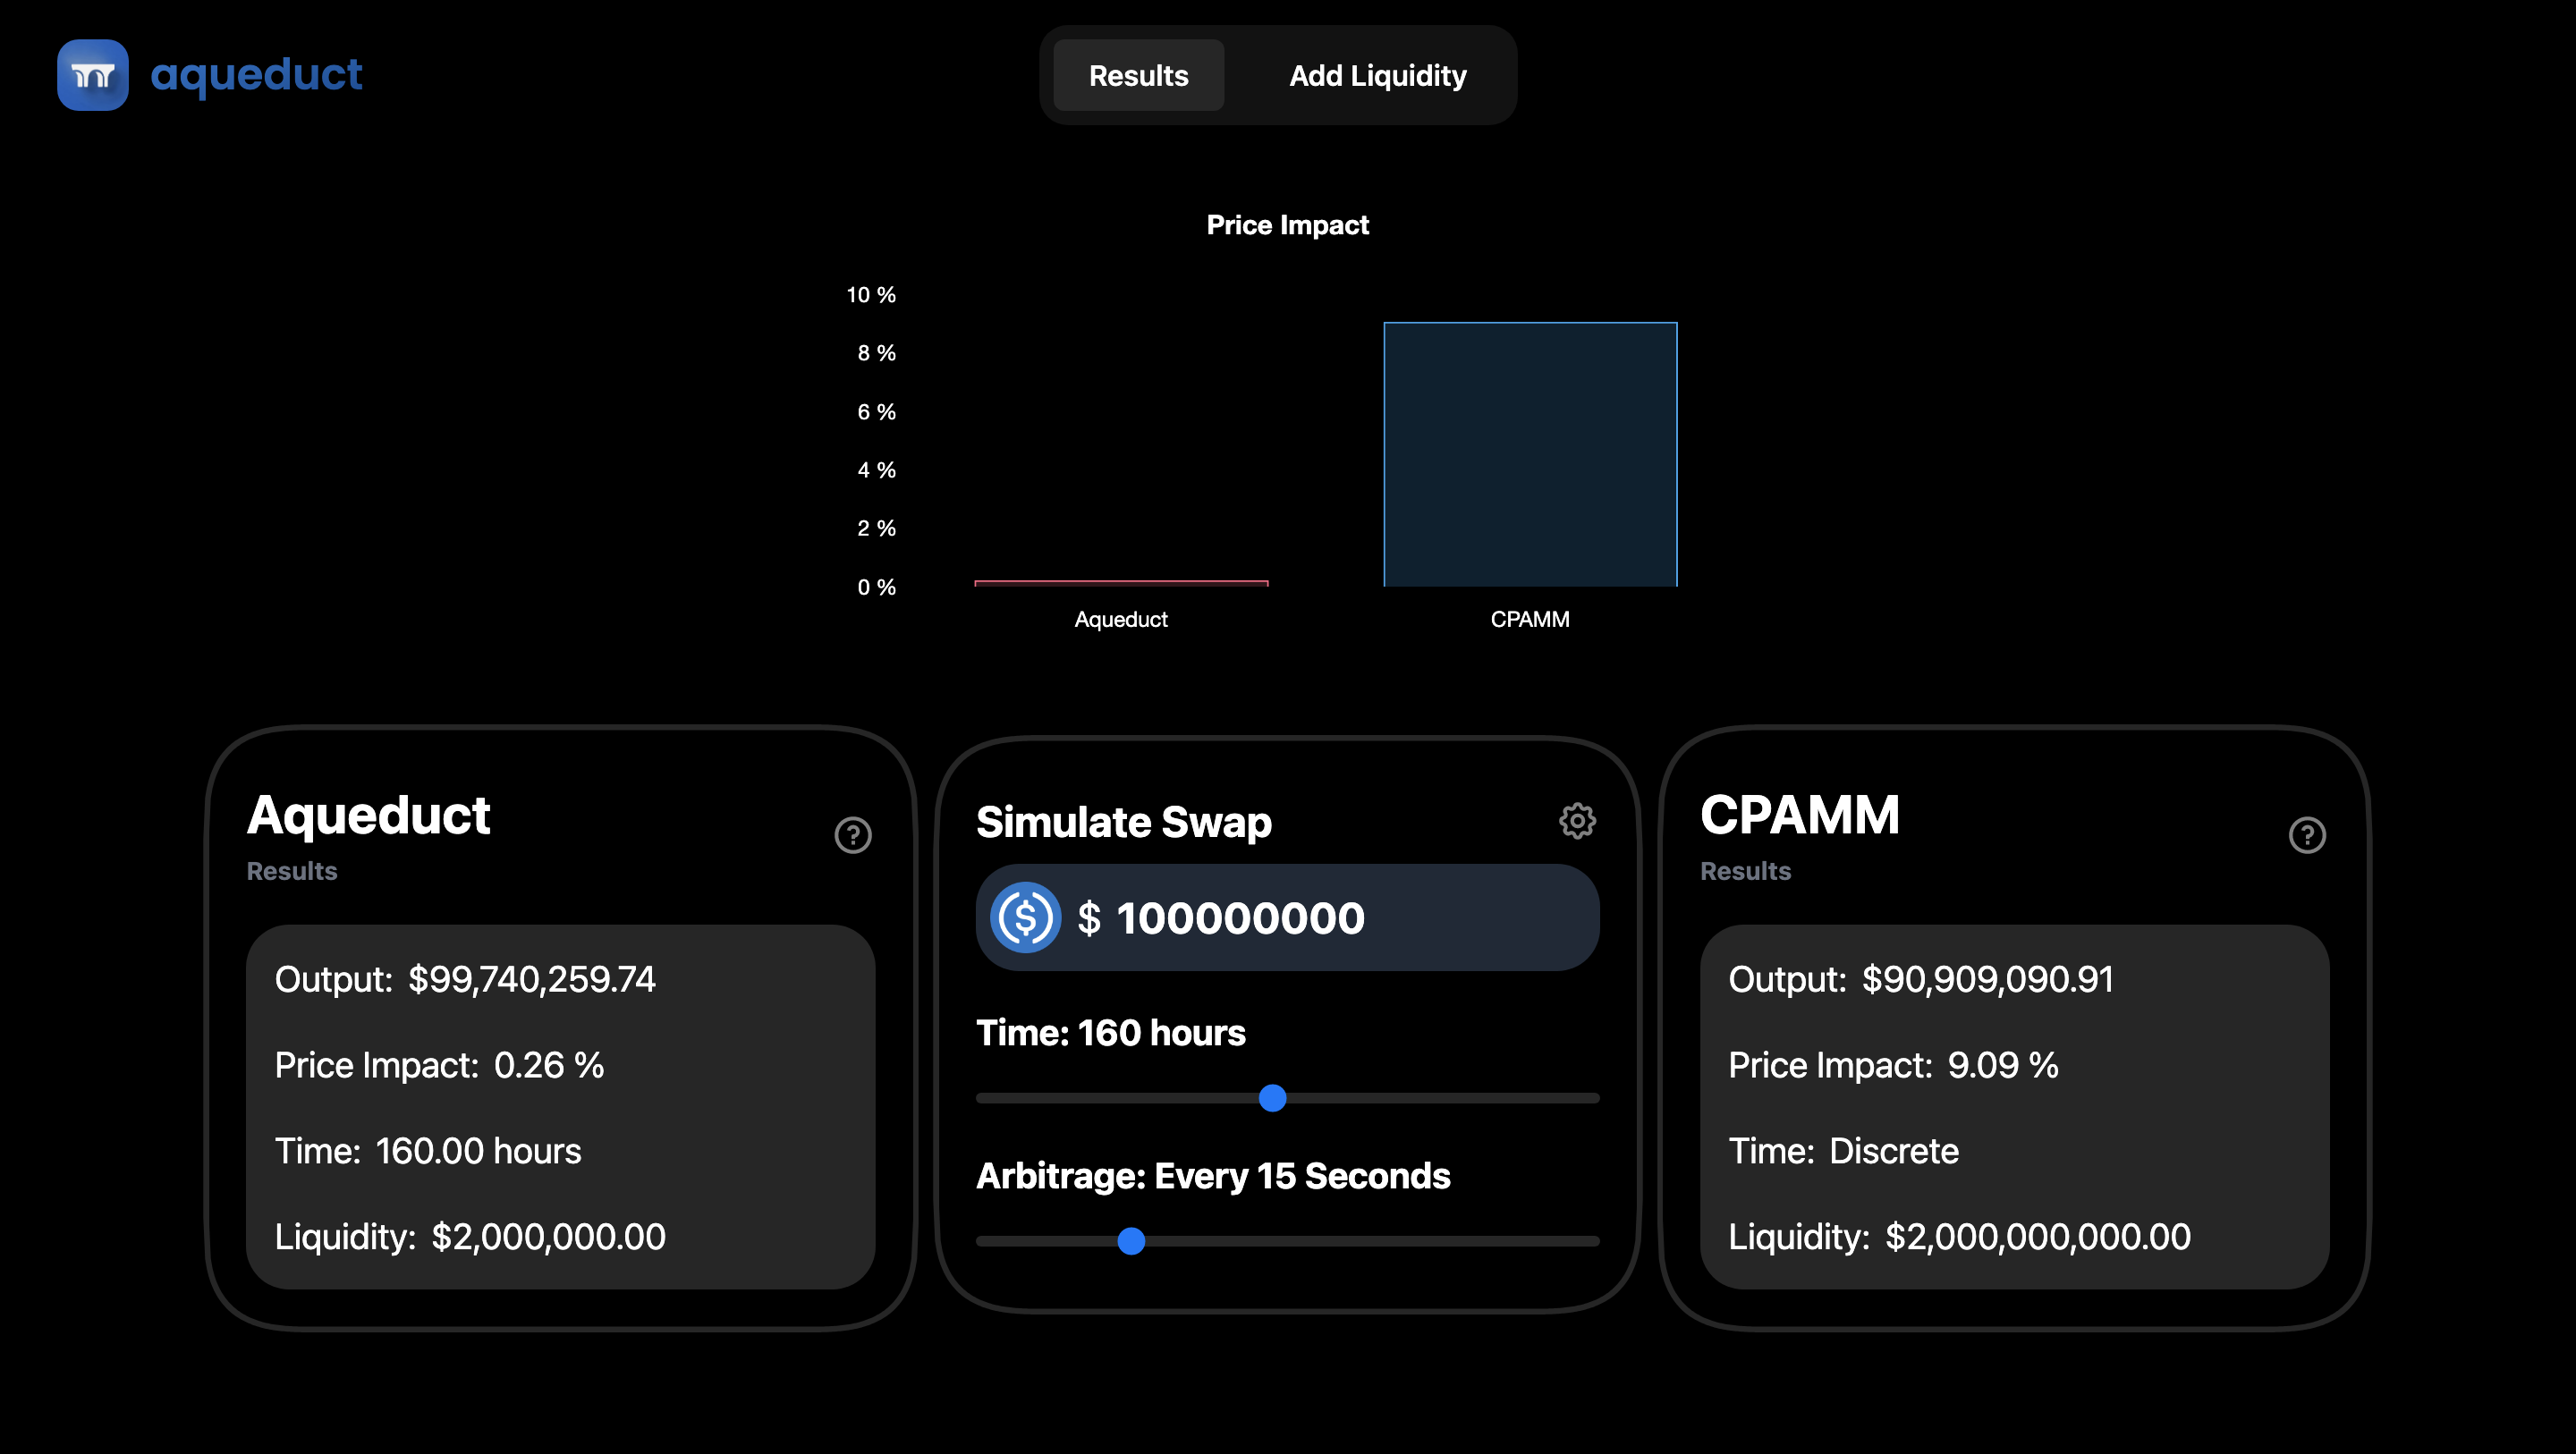 aqueduct
Results
Add Liquidity
Price Impact
10 %
8 %
6 %
4 %
2 %
0 %
Aqueduct
CPAMM
Aqueduct
Results
Output: $99,740,259.74
Price Impact: 0.26 %
Time: 160.00 hours
Liquidity: $2,000,000.00
Simulate Swap
$ 100000000
Time: 160 hours
Arbitrage: Every 15 Seconds
CPAMM
Results
Output: $90,909,090.91
Price Impact: 9.09 %
Time: Discrete
Liquidity: $2,000,000,000.00